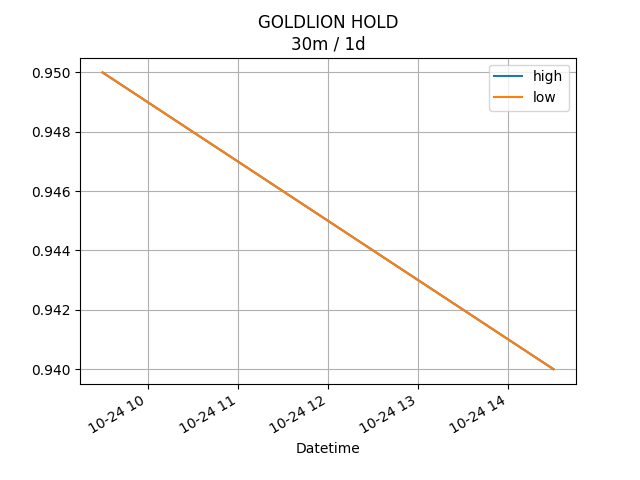 GOLDLION HOLD
30m / 1d
high
low
0.950
0.948
0.946
0.944
0.942
0.940
10-24 10
10-24 11
10-24 12
10-24 13
10-24 14
Datetime